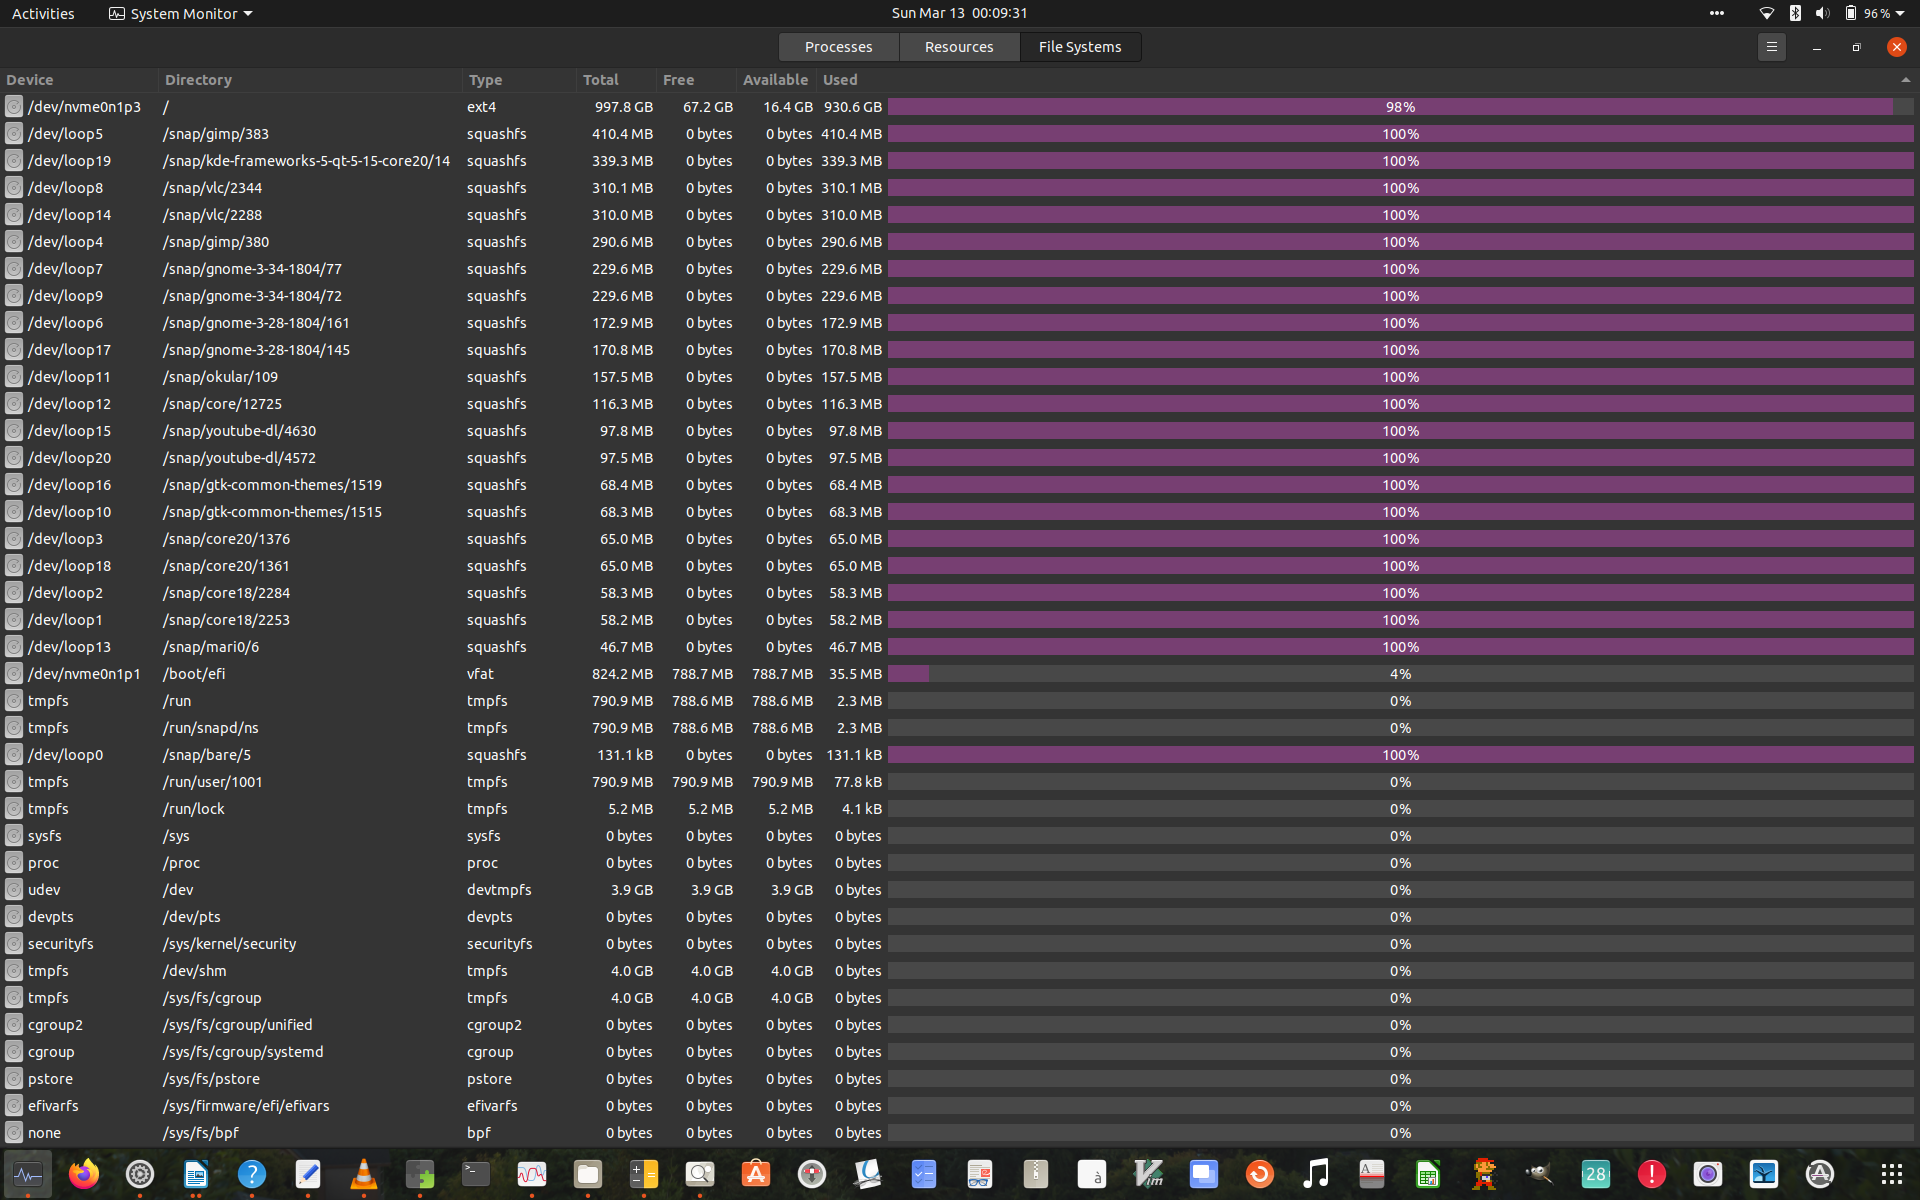 Activities System Monitor Sun Mar 13 00:09:31 96 %
Processes Resources File Systems
Device Directory Type Total Free Available Used
/dev/nvme0n1p3 / ext4 997.8 GB 67.2 GB 16.4 GB 930.6 GB 98%
/dev/loop5 /snap/gimp/383 squashfs 410.4 MB 0 bytes 0 bytes 410.4 MB 100%
/dev/loop19 /snap/kde-frameworks-5-qt-5-15-core20/14 squashfs 339.3 MB 0 bytes 0 bytes 339.3 MB 100%
/dev/loop8 /snap/vlc/2344 squashfs 310.1 MB 0 bytes 0 bytes 310.1 MB 100%
/dev/loop14 /snap/vlc/2288 squashfs 310.0 MB 0 bytes 0 bytes 310.0 MB 100%
/dev/loop4 /snap/gimp/380 squashfs 290.6 MB 0 bytes 0 bytes 290.6 MB 100%
/dev/loop7 /snap/gnome-3-34-1804/77 squashfs 229.6 MB 0 bytes 0 bytes 229.6 MB 100%
/dev/loop9 /snap/gnome-3-34-1804/72 squashfs 229.6 MB 0 bytes 0 bytes 229.6 MB 100%
/dev/loop6 /snap/gnome-3-28-1804/161 squashfs 172.9 MB 0 bytes 0 bytes 172.9 MB 100%
/dev/loop17 /snap/gnome-3-28-1804/145 squashfs 170.8 MB 0 bytes 0 bytes 170.8 MB 100%
/dev/loop11 /snap/okular/109 squashfs 157.5 MB 0 bytes 0 bytes 157.5 MB 100%
/dev/loop12 /snap/core/12725 squashfs 116.3 MB 0 bytes 0 bytes 116.3 MB 100%
/dev/loop15 /snap/youtube-dl/4630 squashfs 97.8 MB 0 bytes 0 bytes 97.8 MB 100%
/dev/loop20 /snap/youtube-dl/4572 squashfs 97.5 MB 0 bytes 0 bytes 97.5 MB 100%
/dev/loop16 /snap/gtk-common-themes/1519 squashfs 68.4 MB 0 bytes 0 bytes 68.4 MB 100%
/dev/loop10 /snap/gtk-common-themes/1515 squashfs 68.3 MB 0 bytes 0 bytes 68.3 MB 100%
/dev/loop3 /snap/core20/1376 squashfs 65.0 MB 0 bytes 0 bytes 65.0 MB 100%
/dev/loop18 /snap/core20/1361 squashfs 65.0 MB 0 bytes 0 bytes 65.0 MB 100%
/dev/loop2 /snap/core18/2284 squashfs 58.3 MB 0 bytes 0 bytes 58.3 MB 100%
/dev/loop1 /snap/core18/2253 squashfs 58.2 MB 0 bytes 0 bytes 58.2 MB 100%
/dev/loop13 /snap/mari0/6 squashfs 46.7 MB 0 bytes 0 bytes 46.7 MB 100%
/dev/nvme0n1p1 /boot/efi vfat 824.2 MB 788.7 MB 788.7 MB 35.5 MB 4%
tmpfs /run tmpfs 790.9 MB 788.6 MB 788.6 MB 2.3 MB 0%
tmpfs /run/snapd/ns tmpfs 790.9 MB 788.6 MB 788.6 MB 2.3 MB 0%
/dev/loop0 /snap/bare/5 squashfs 131.1 kB 0 bytes 0 bytes 131.1 kB 100%
tmpfs /run/user/1001 tmpfs 790.9 MB 790.9 MB 790.9 MB 77.8 kB 0%
tmpfs /run/lock tmpfs 5.2 MB 5.2 MB 5.2 MB 4.1 kB 0%
sysfs /sys sysfs 0 bytes 0 bytes 0 bytes 0 bytes 0%
proc /proc proc 0 bytes 0 bytes 0 bytes 0 bytes 0%
udev /dev devtmpfs 3.9 GB 3.9 GB 3.9 GB 0 bytes 0%
devpts /dev/pts devpts 0 bytes 0 bytes 0 bytes 0 bytes 0%
securityfs /sys/kernel/security securityfs 0 bytes 0 bytes 0 bytes 0 bytes 0%
tmpfs /dev/shm tmpfs 4.0 GB 4.0 GB 4.0 GB 0 bytes 0%
tmpfs /sys/fs/cgroup tmpfs 4.0 GB 4.0 GB 4.0 GB 0 bytes 0%
cgroup2 /sys/fs/cgroup/unified cgroup2 0 bytes 0 bytes 0 bytes 0 bytes 0%
cgroup /sys/fs/cgroup/systemd cgroup 0 bytes 0 bytes 0 bytes 0 bytes 0%
pstore /sys/fs/pstore pstore 0 bytes 0 bytes 0 bytes 0 bytes 0%
efivarfs /sys/firmware/efi/efivars efivarfs 0 bytes 0 bytes 0 bytes 0 bytes 0%
none /sys/fs/bpf bpf 0 bytes 0 bytes 0 bytes 0 bytes 0%
? à Vim A 28 !